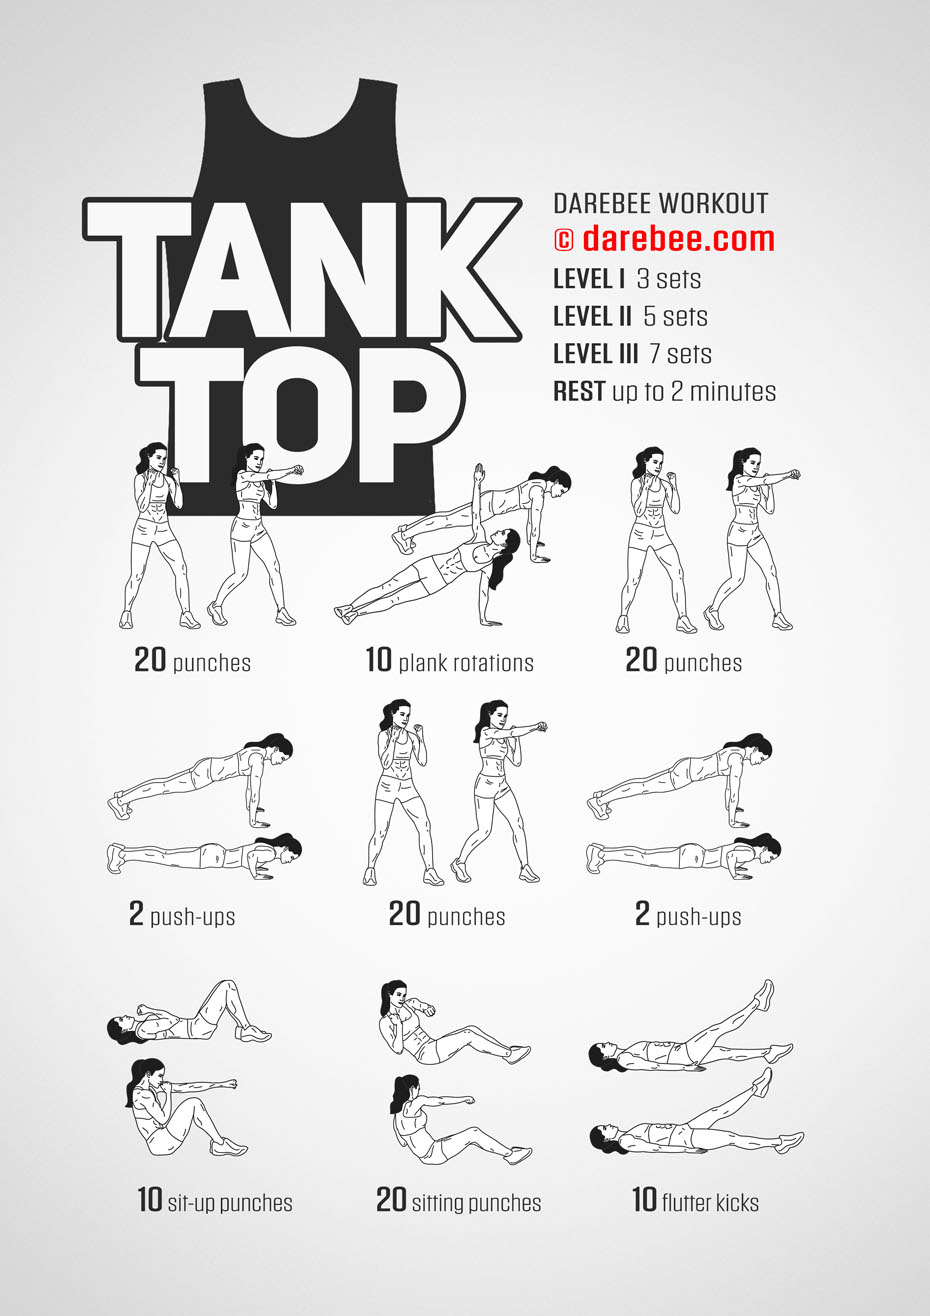 TANK
TOP
DAREBEE WORKOUT
© darebee.com
LEVEL I 3 sets
LEVEL II 5 sets
LEVEL III 7 sets
REST up to 2 minutes
20 punches
10 plank rotations
20 punches
2 push-ups
20 punches
2 push-ups
10 sit-up punches
20 sitting punches
10 flutter kicks